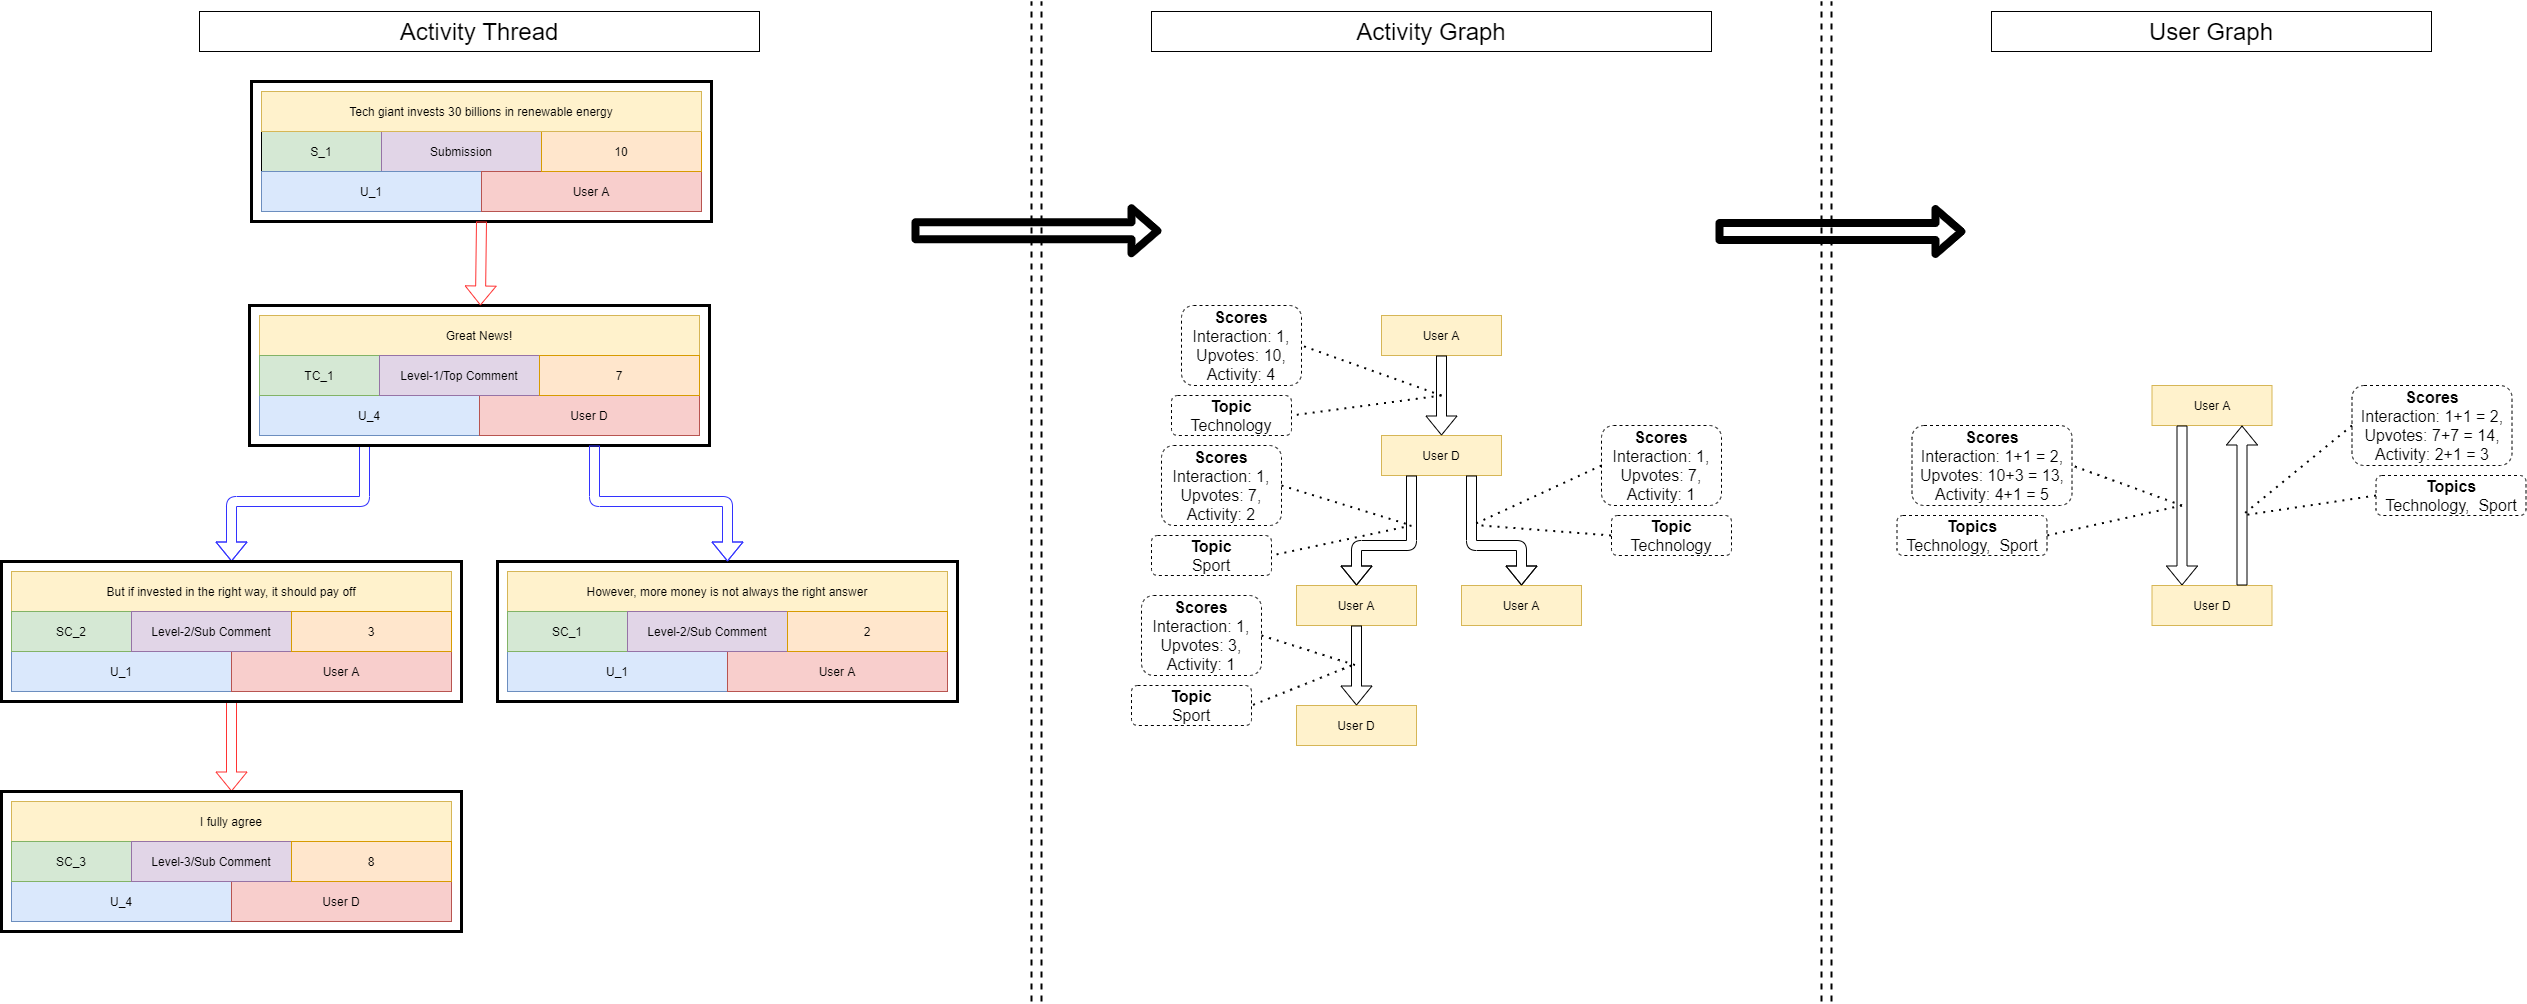 Activity Thread
Tech giant invests 30 billions in renewable energy
S_1
Submission
10
U_1
User A
Great News!
TC_1
Level-1/Top Comment
7
U_4
User D
But if invested in the right way, it should pay off
SC_2
Level-2/Sub Comment
3
U_1
User A
However, more money is not always the right answer
SC_1
Level-2/Sub Comment
2
U_1
User A
I fully agree
SC_3
Level-3/Sub Comment
8
U_4
User D
Activity Graph
Scores
Interaction: 1,
Upvotes: 10,
Activity: 4
Topic
Technology
User A
User D
Scores
Interaction: 1,
Upvotes: 7,
Activity: 2
Topic
Sport
Scores
Interaction: 1,
Upvotes: 7,
Activity: 1
Topic
Technology
User A
User A
Scores
Interaction: 1,
Upvotes: 3,
Activity: 1
Topic
Sport
User D
User Graph
User A
Scores
Interaction: 1+1 = 2,
Upvotes: 10+3 = 13,
Activity: 4+1 = 5
Topics
Technology, Sport
Scores
Interaction: 1+1 = 2,
Upvotes: 7+7 = 14,
Activity: 2+1 = 3
Topics
Technology, Sport
User D